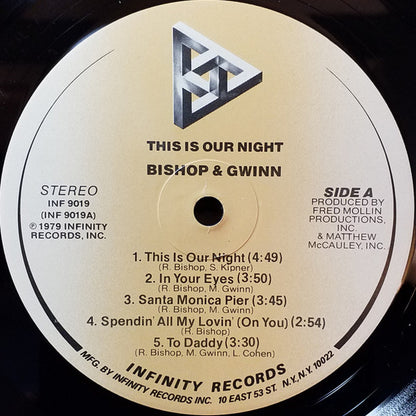 THIS IS OUR NIGHT
BISHOP & GWINN
STEREO
INF 9019
(INF 9019A)
℗ 1979 INFINITY
RECORDS, INC.
SIDE A
PRODUCED BY
FRED MOLLIN
PRODUCTIONS,
INC.
& MATTHEW
McCAULEY, INC.
1. This Is Our Night (4:49)
(R. Bishop, S. Kipner)
2. In Your Eyes (3:50)
(R. Bishop, M. Gwinn)
3. Santa Monica Pier (3:45)
(R. Bishop, M. Gwinn)
4. Spendin' All My Lovin' (On You) (2:54)
(R. Bishop)
5. To Daddy (3:30)
(R. Bishop, M. Gwinn, L. Cohen)
INFINITY RECORDS
MFG. BY INFINITY RECORDS INC. 10 EAST 53 ST. N.Y., N.Y. 10022